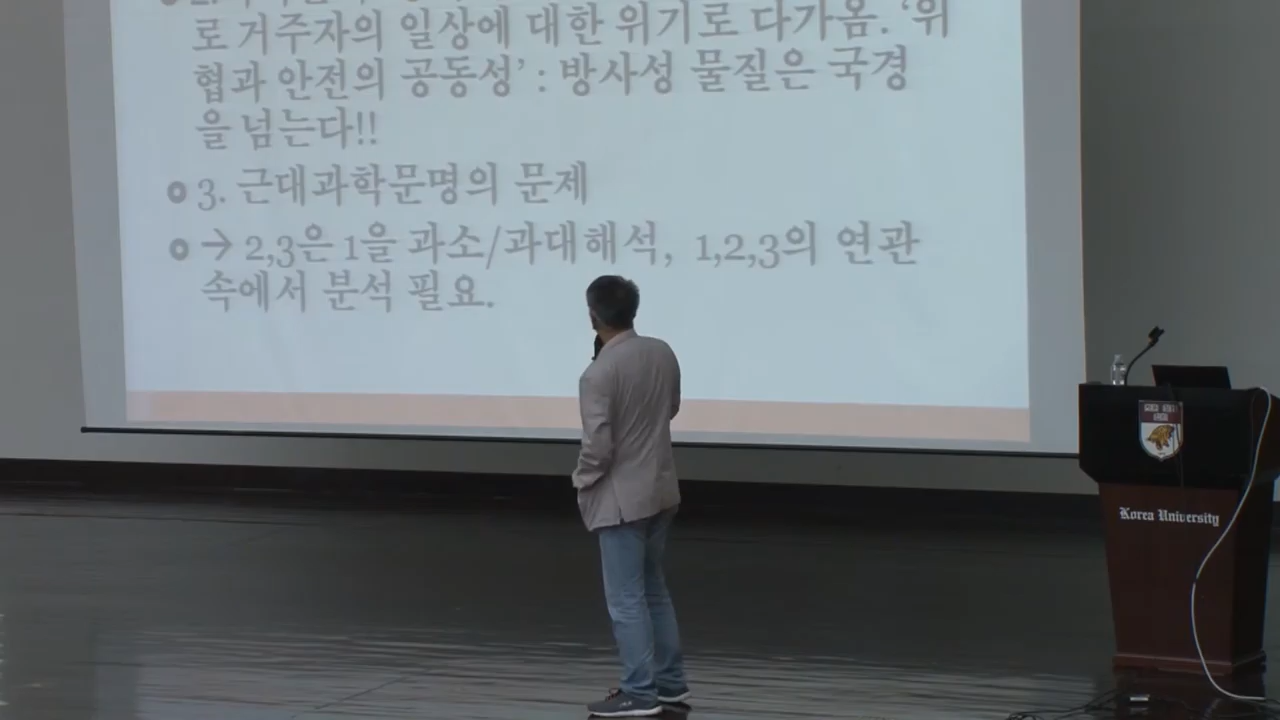 로 거주자의 일상에 대한 위기로 다가옴. ‘위
협과 안전의 공동성’ : 방사성 물질은 국경
을 넘는다!!
3. 근대과학문명의 문제
→ 2,3은 1을 과소/과대해석, 1,2,3의 연관
속에서 분석 필요.
Korea University